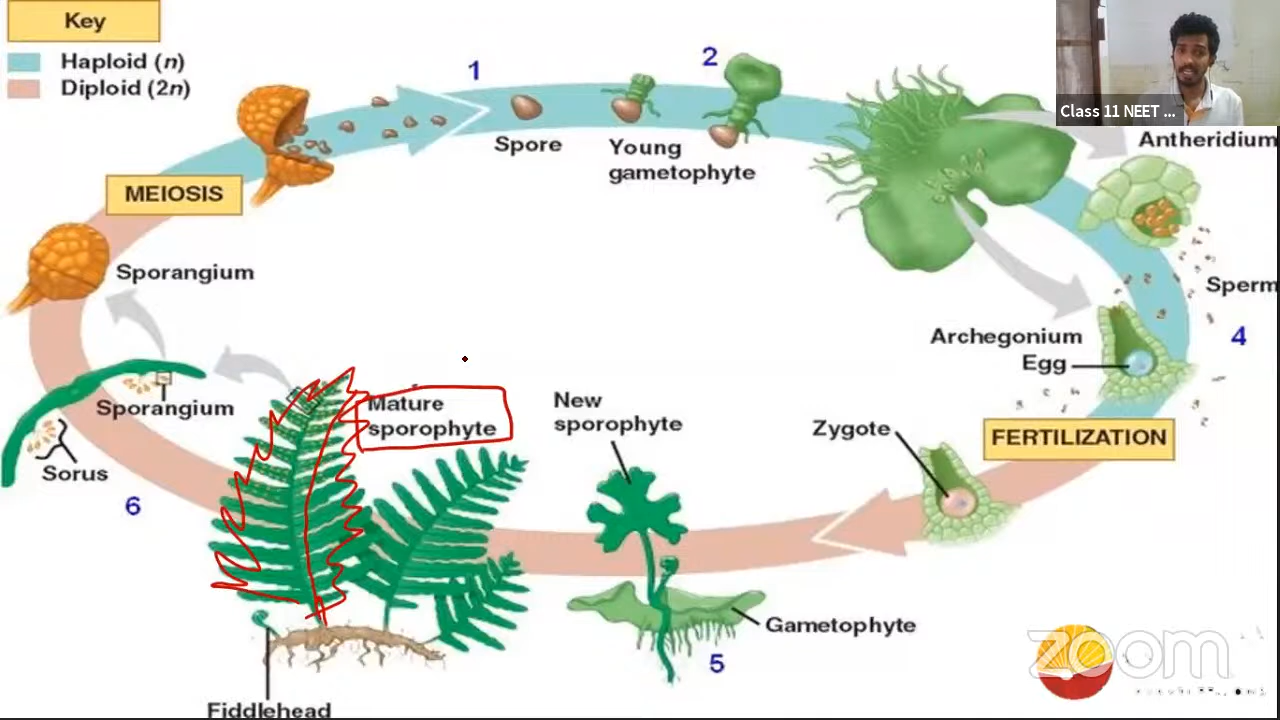 Key
Haploid (n)
Diploid (2n)
1
2
Class 11 NEET ...
Spore
Young
gametophyte
Antheridium
MEIOSIS
Sporangium
Sperm
4
Archegonium
Egg
Sporangium
Sorus
6
Mature
sporophyte
New
sporophyte
Zygote
FERTILIZATION
Gametophyte
5
Fiddlehead
zoom